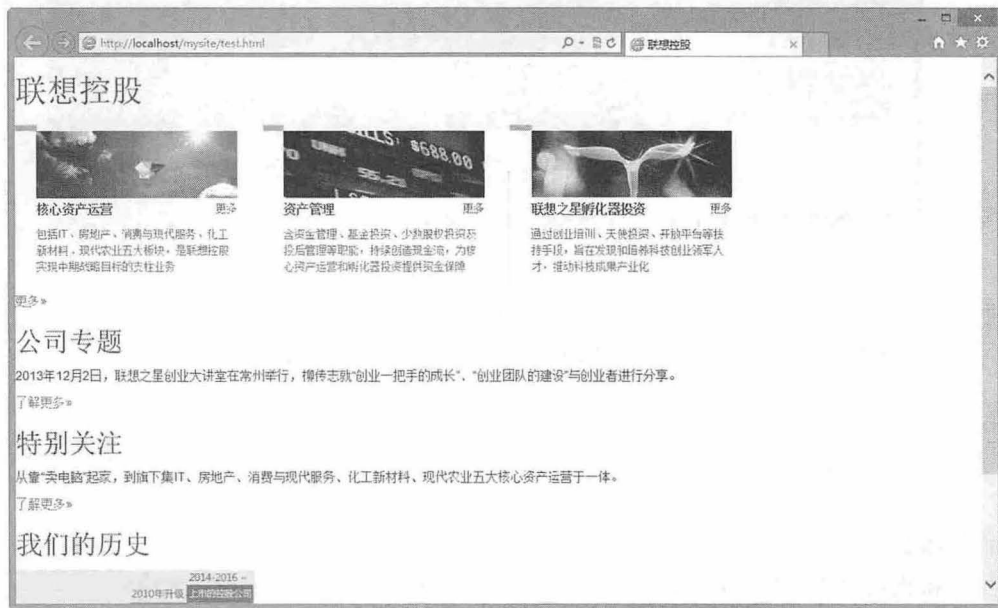 http://localhost/mysite/test.html
联想控股
联想控股
$688.00
55.23
核心资产运营 更多
包括IT、房地产、消费与现代服务、化工
新材料、现代农业五大板块,是联想控股
实现中期战略目标的支柱业务
资产管理 更多
含资金管理、基金投资、少数股权投资及
投后管理等职能,持续创造现金流,为核
心资产运营和孵化器投资提供资金保障
联想之星孵化器投资 更多
通过创业培训、天使投资、开放平台等扶
持手段,旨在发现和培养科技创业领军人
才,推动科技成果产业化
更多»
公司专题
2013年12月2日,联想之星创业大讲堂在常州举行,柳传志就“创业一把手的成长”、“创业团队的建设”与创业者进行分享。
了解更多»
特别关注
从靠“卖电脑”起家,到旗下集IT、房地产、消费与现代服务、化工新材料、现代农业五大核心资产运营于一体。
了解更多»
我们的历史
2014-2016 –
2010年升级 上市的控股公司